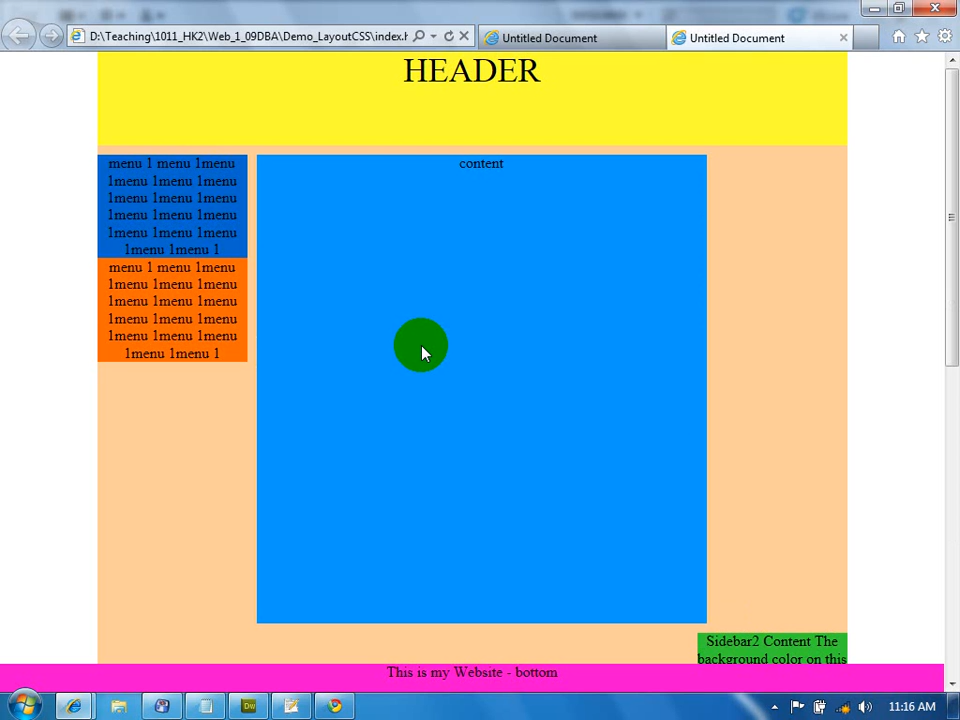 D:\Teaching\1011_HK2\Web_1_09DBA\Demo_LayoutCSS\index.h
Untitled Document
Untitled Document
HEADER
menu 1 menu 1menu
1menu 1menu 1menu
1menu 1menu 1menu
1menu 1menu 1menu
1menu 1menu 1menu
1menu 1menu 1
menu 1 menu 1menu
1menu 1menu 1menu
1menu 1menu 1menu
1menu 1menu 1menu
1menu 1menu 1menu
1menu 1menu 1
content
Sidebar2 Content The
background color on this
This is my Website - bottom
Dw
11:16 AM